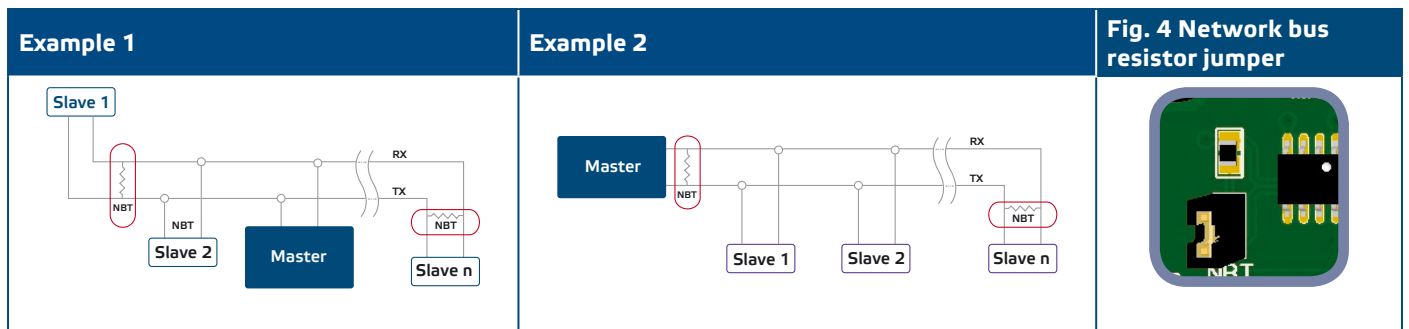 Example 1
Slave 1
RX
TX
NBT
NBT
NBT
Slave 2
Master
Slave n
Example 2
Master
RX
TX
NBT
NBT
Slave 1
Slave 2
Slave n
Fig. 4 Network bus
resistor jumper